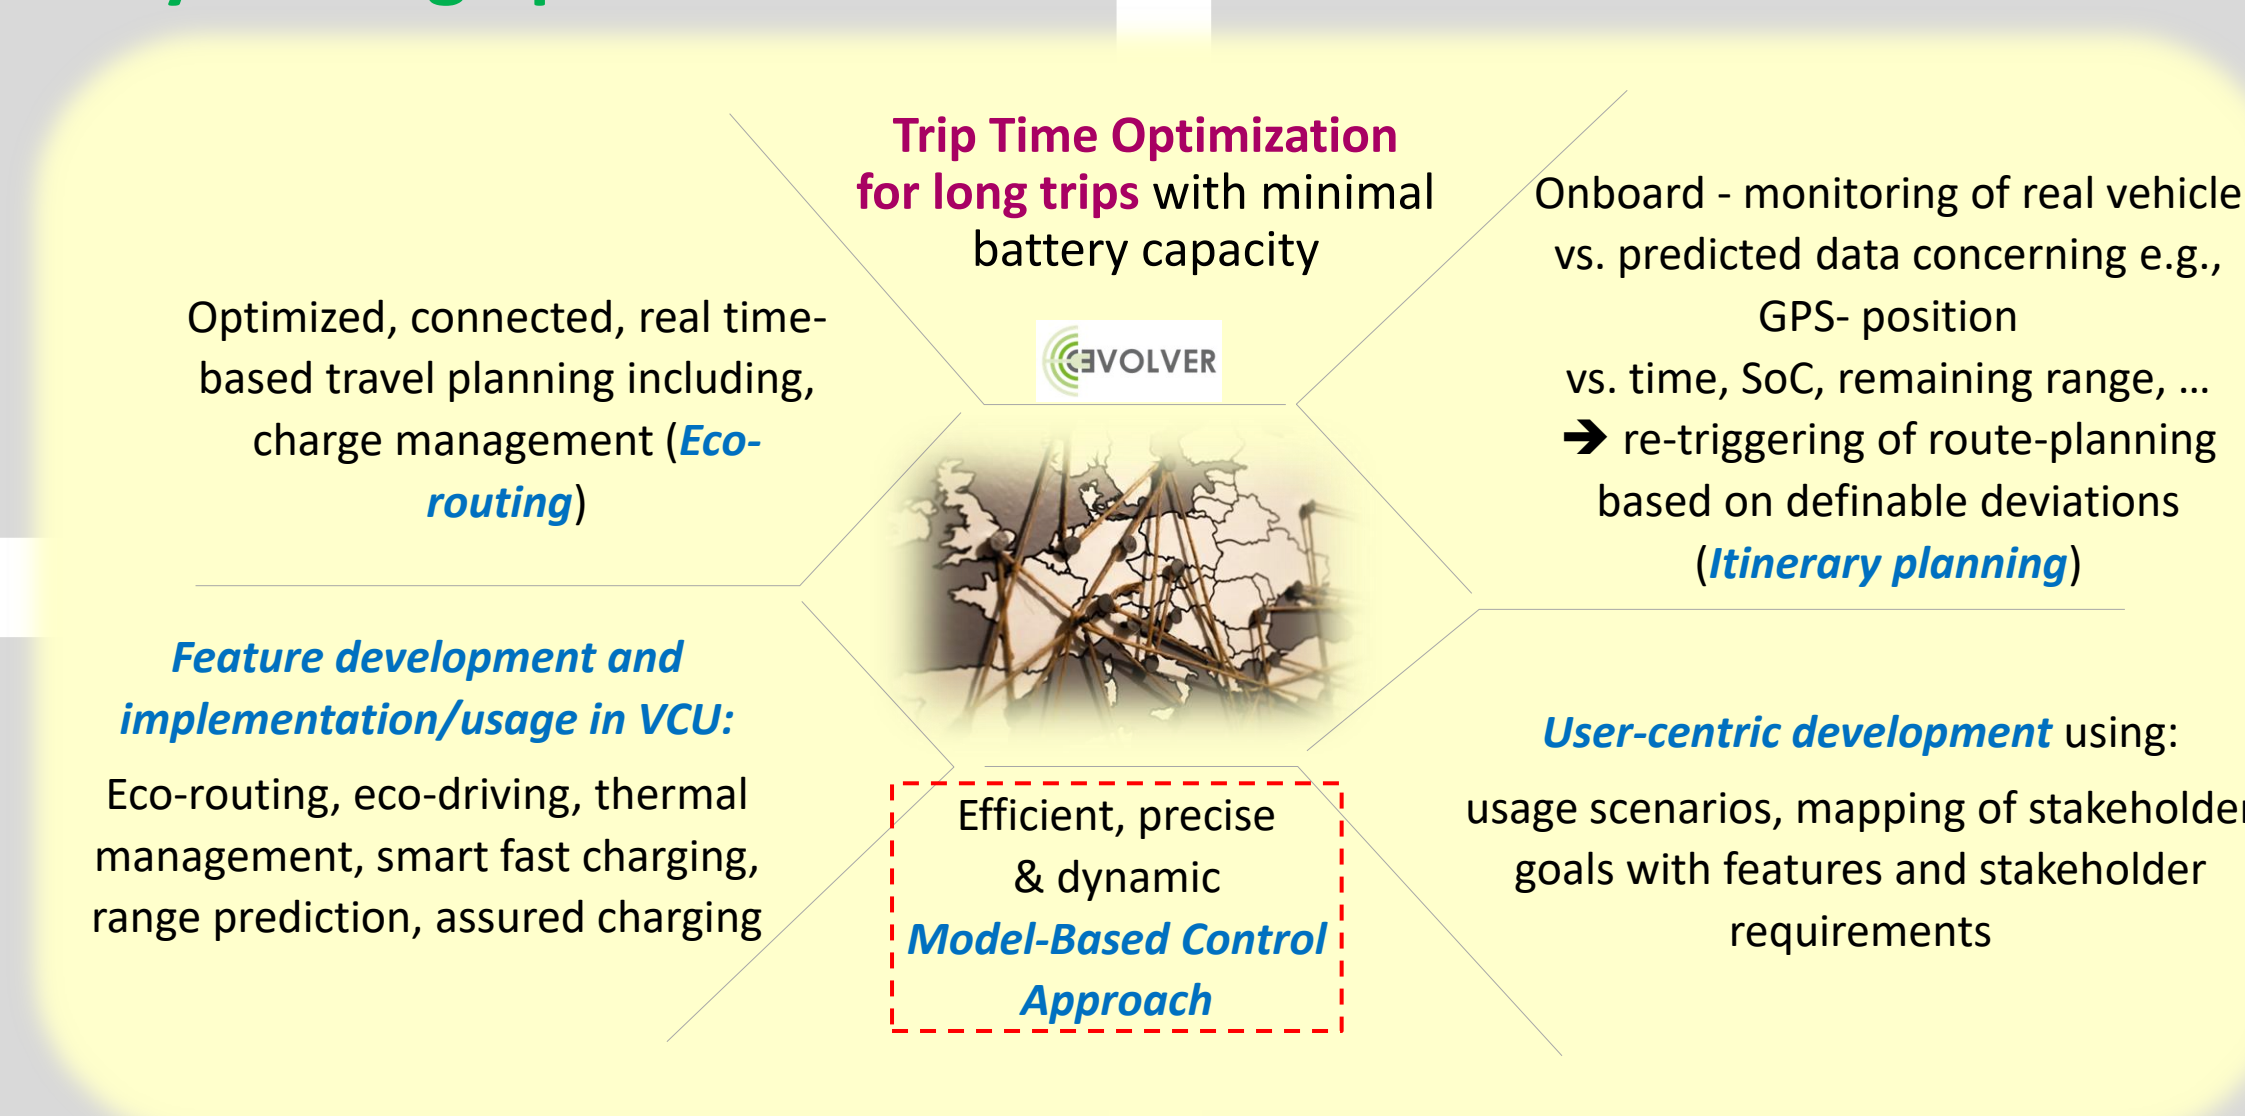 Trip Time Optimization
for long trips with minimal
battery capacity
CEVOLVER
Optimized, connected, real time-
based travel planning including,
charge management (Eco-
routing)
Onboard - monitoring of real vehicle
vs. predicted data concerning e.g.,
GPS- position
vs. time, SoC, remaining range, ...
➔ re-triggering of route-planning
based on definable deviations
(Itinerary planning)
Feature development and
implementation/usage in VCU:
Eco-routing, eco-driving, thermal
management, smart fast charging,
range prediction, assured charging
Efficient, precise
& dynamic
Model-Based Control
Approach
User-centric development using:
usage scenarios, mapping of stakeholder
goals with features and stakeholder
requirements